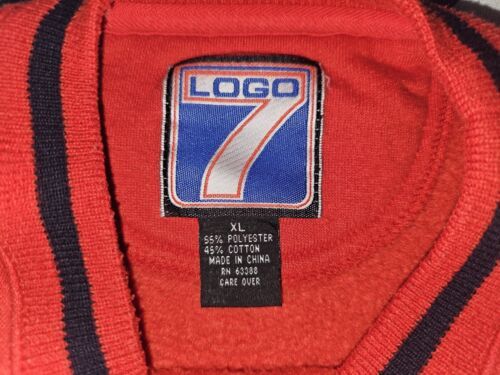 LOGO
7
XL
55% POLYESTER
45% COTTON
MADE IN CHINA
RN 63388
CARE OVER